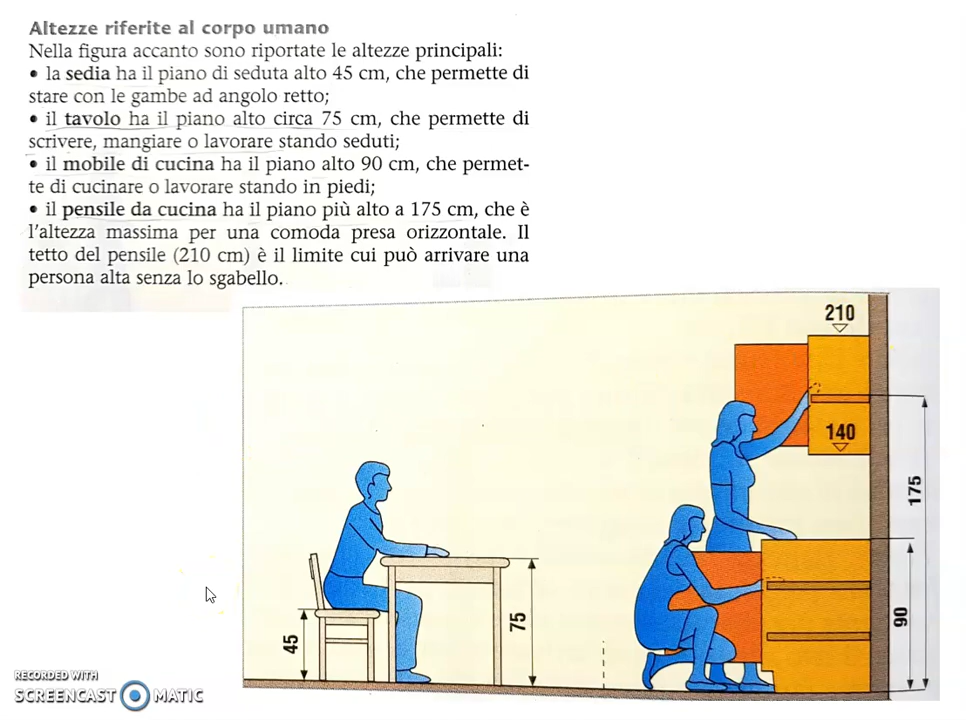 Altezze riferite al corpo umano
Nella figura accanto sono riportate le altezze principali:
• la sedia ha il piano di seduta alto 45 cm, che permette di
stare con le gambe ad angolo retto;
• il tavolo ha il piano alto circa 75 cm, che permette di
scrivere, mangiare o lavorare stando seduti;
• il mobile di cucina ha il piano alto 90 cm, che permet-
te di cucinare o lavorare stando in piedi;
• il pensile da cucina ha il piano più alto a 175 cm, che è
l'altezza massima per una comoda presa orizzontale. Il
tetto del pensile (210 cm) è il limite cui può arrivare una
persona alta senza lo sgabello.
210
140
175
90
75
45
RECORDED WITH
SCREENCAST MATIC